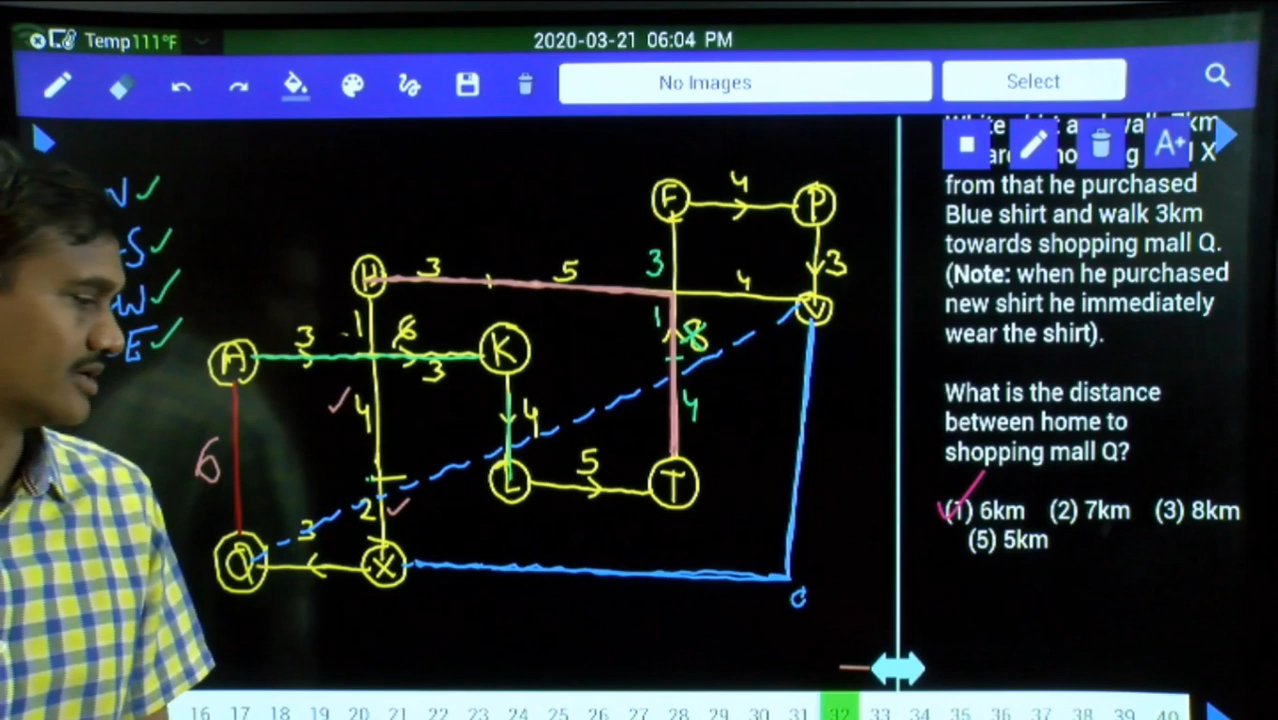 Temp 111°F
2020-03-21 06:04 PM
No Images
Select
A+
N ✓
-S ✓
-W ✓
E ✓
F 4 P
3 3
H 3 5 4 V
1 8 1 8
A 3 3 K
4 4 4
6 L 5 T
2
3
Q X
C
from that he purchased
Blue shirt and walk 3km
towards shopping mall Q.
(Note: when he purchased
new shirt he immediately
wear the shirt).
What is the distance
between home to
shopping mall Q?
(1) 6km (2) 7km (3) 8km
(5) 5km
16 17 18 19 20 21 22 23 24 25 26 27 28 29 30 31 32 33 34 35 36 37 38 39 40